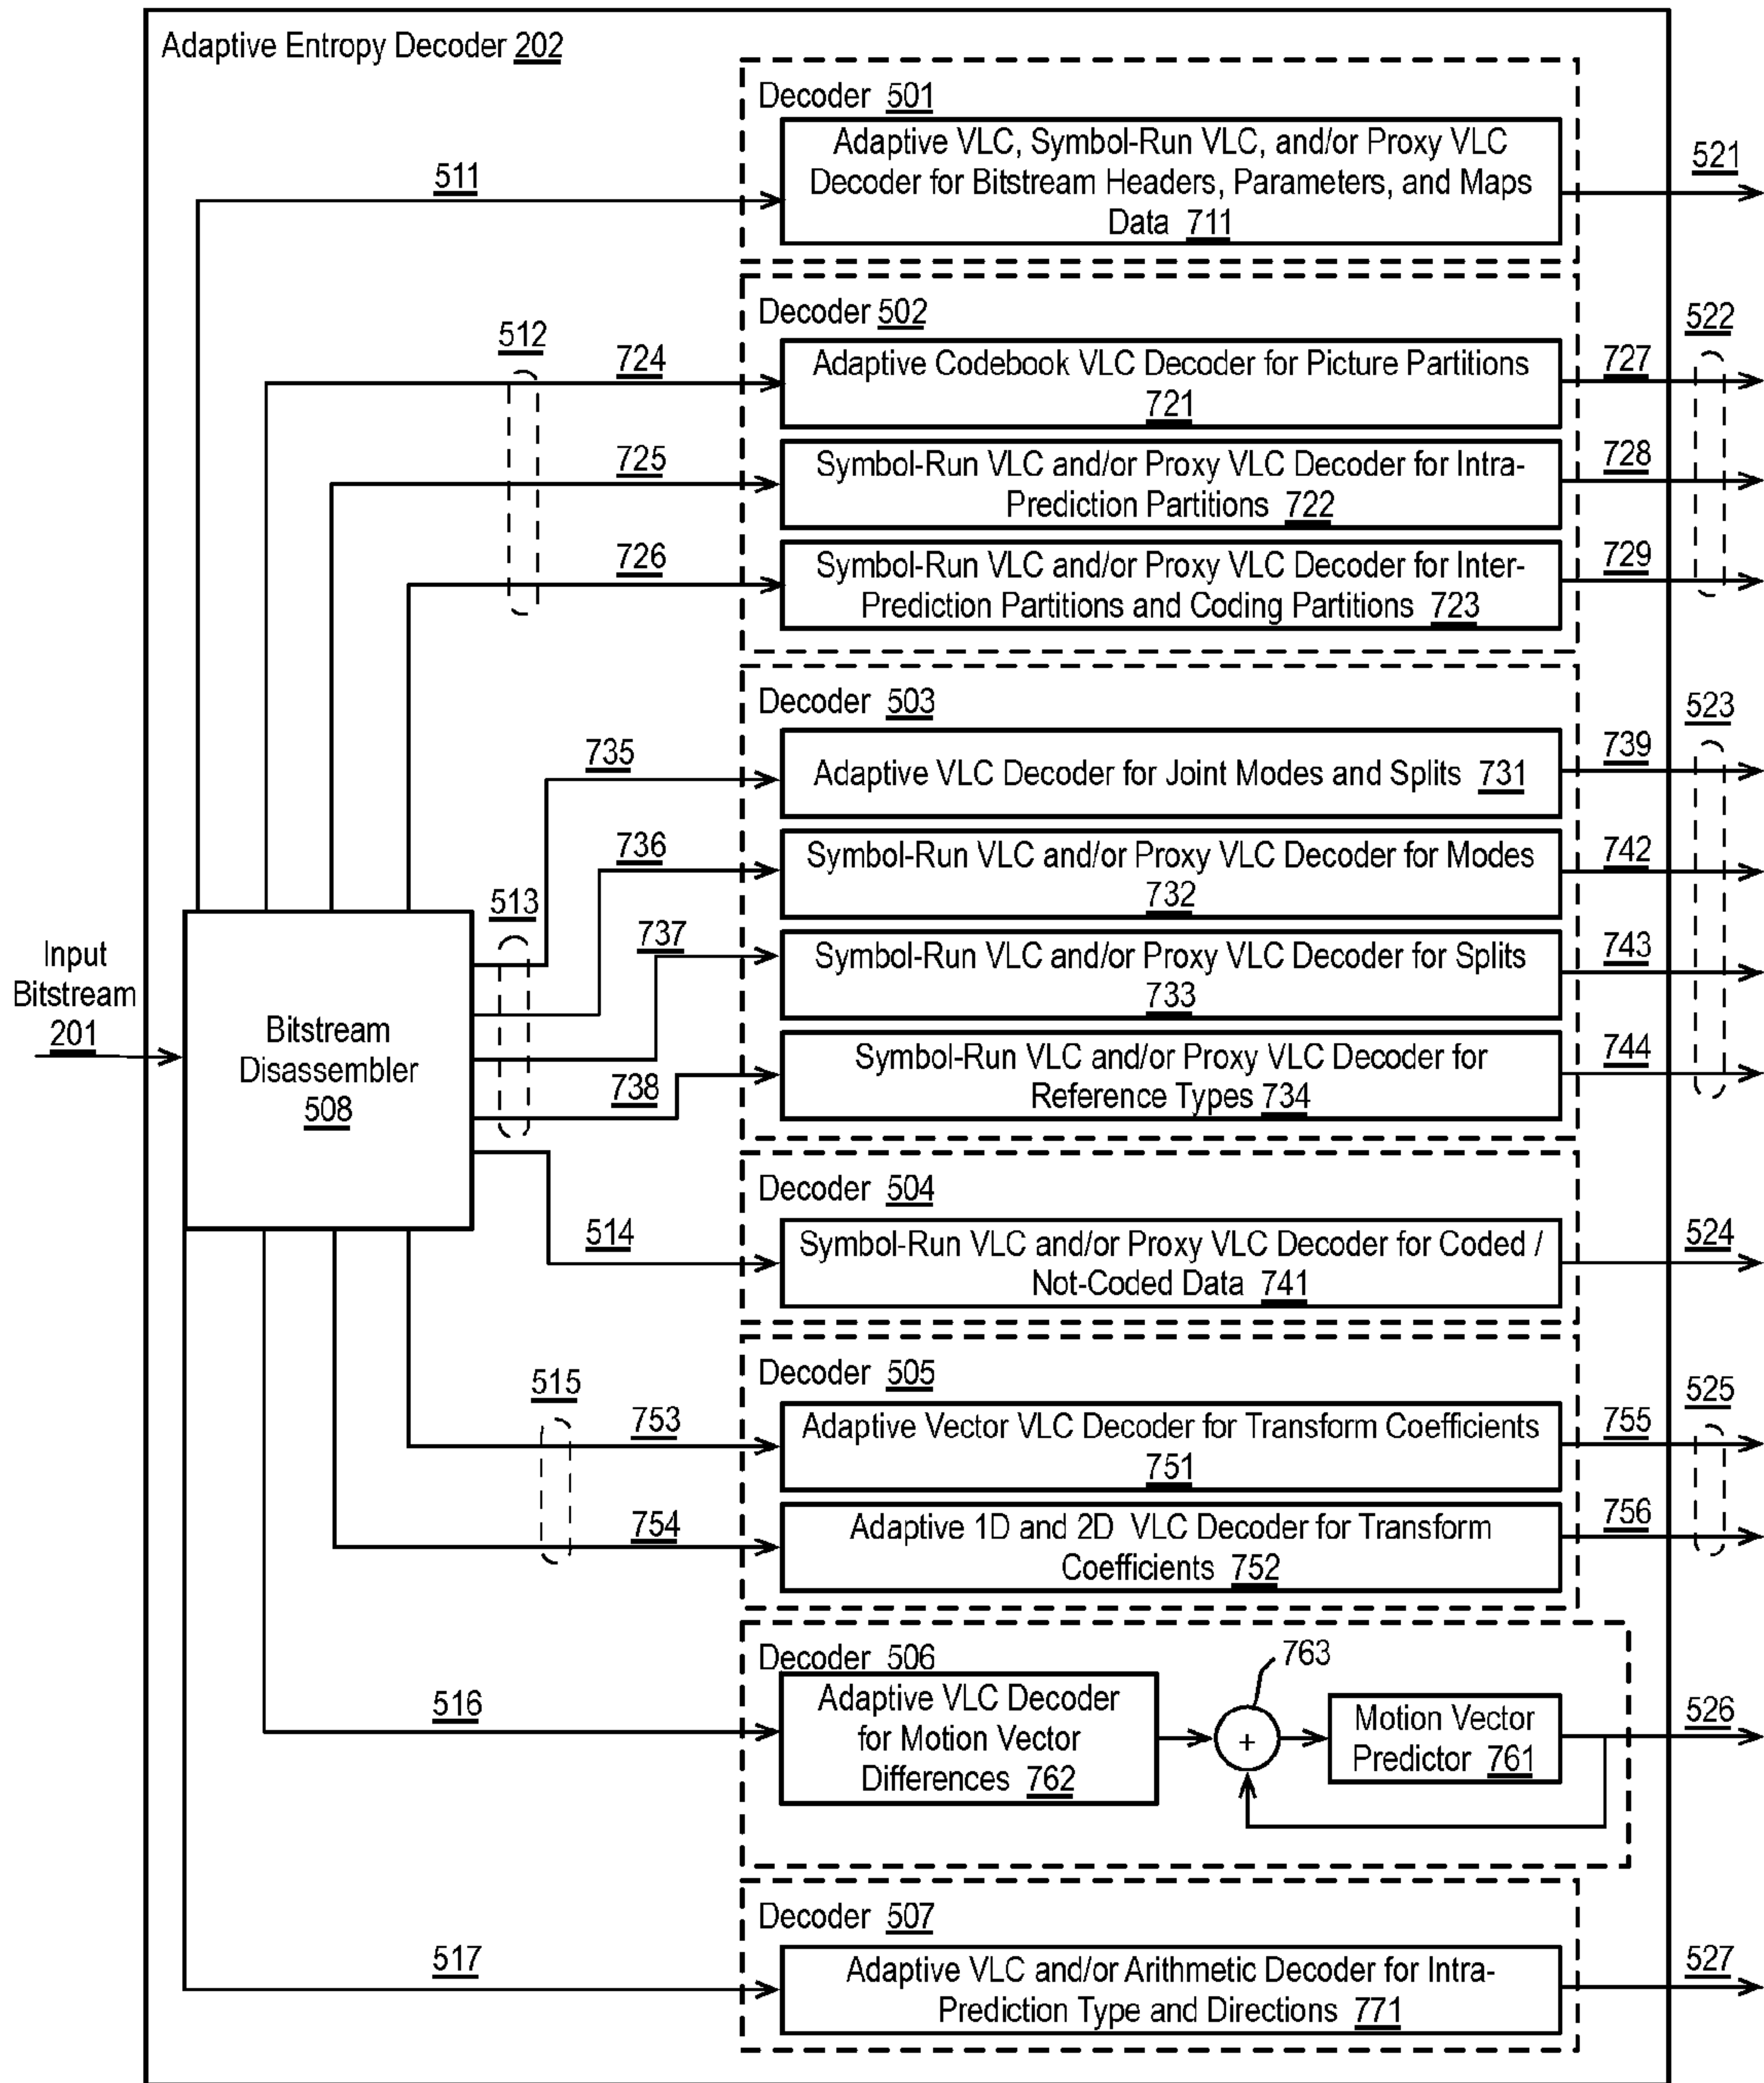 Adaptive Entropy Decoder 202
Decoder 501
Adaptive VLC, Symbol-Run VLC, and/or Proxy VLC
Decoder for Bitstream Headers, Parameters, and Maps
Data 711
511
521
Decoder 502
512
522
724
Adaptive Codebook VLC Decoder for Picture Partitions
721
727
725
Symbol-Run VLC and/or Proxy VLC Decoder for Intra-
Prediction Partitions 722
728
726
Symbol-Run VLC and/or Proxy VLC Decoder for Inter-
Prediction Partitions and Coding Partitions 723
729
Decoder 503
523
735
Adaptive VLC Decoder for Joint Modes and Splits 731
739
736
Symbol-Run VLC and/or Proxy VLC Decoder for Modes
732
742
513
737
Symbol-Run VLC and/or Proxy VLC Decoder for Splits
733
743
Input
Bitstream
201
Bitstream
Disassembler
508
738
Symbol-Run VLC and/or Proxy VLC Decoder for
Reference Types 734
744
Decoder 504
514
Symbol-Run VLC and/or Proxy VLC Decoder for Coded /
Not-Coded Data 741
524
Decoder 505
515
525
753
Adaptive Vector VLC Decoder for Transform Coefficients
751
755
754
Adaptive 1D and 2D VLC Decoder for Transform
Coefficients 752
756
Decoder 506
763
516
Adaptive VLC Decoder
for Motion Vector
Differences 762
+
Motion Vector
Predictor 761
526
Decoder 507
517
Adaptive VLC and/or Arithmetic Decoder for Intra-
Prediction Type and Directions 771
527